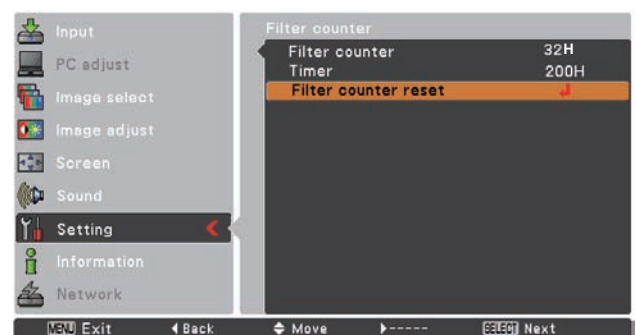 Input
PC adjust
Image select
Image adjust
Screen
Sound
Setting
Information
Network
Filter counter
Filter counter 32H
Timer 200H
Filter counter reset
MENU Exit ◀ Back Move ▶----- SELECT Next